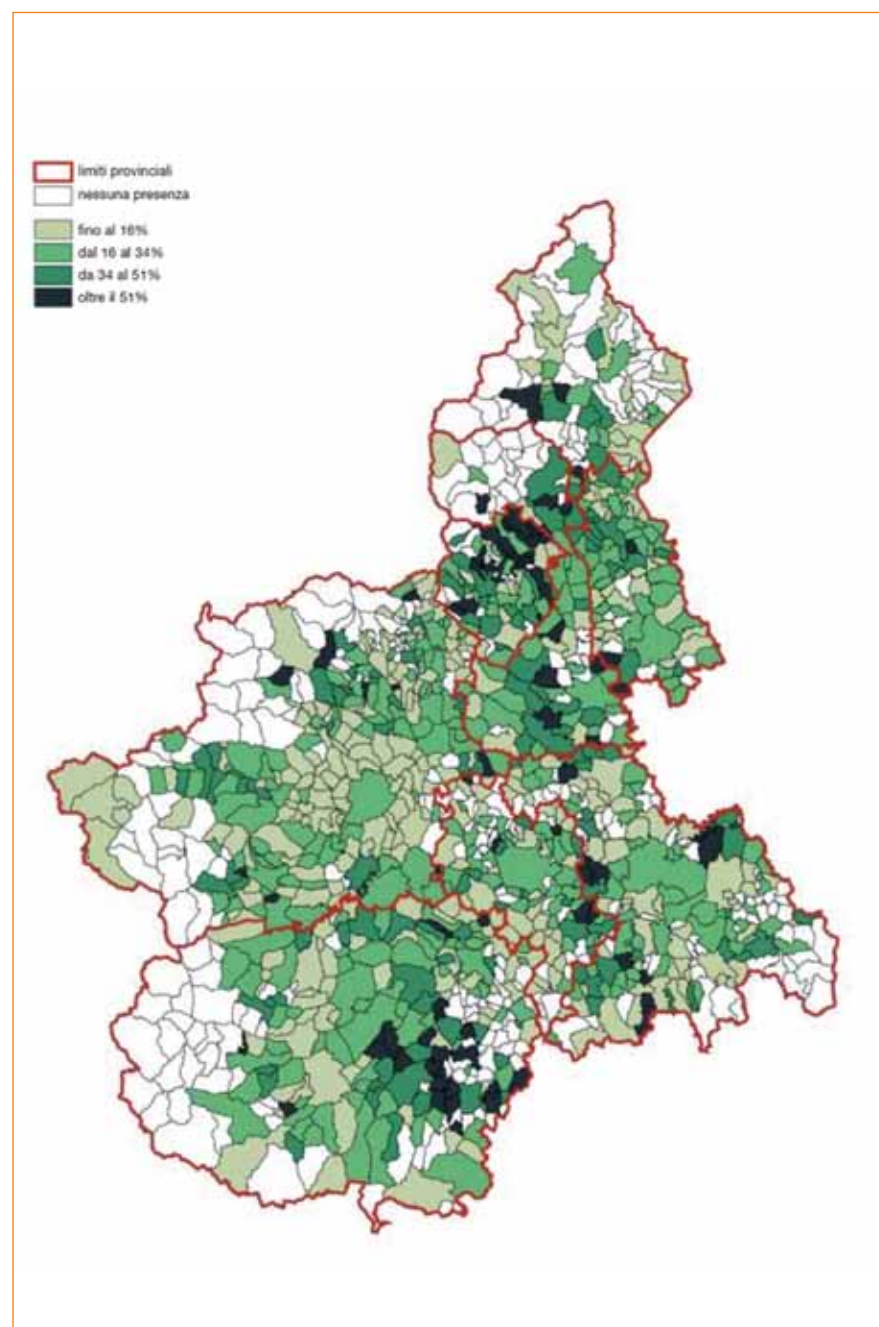 limiti provinciali
nessuna presenza
fino al 16%
dal 16 al 34%
da 34 al 51%
oltre il 51%